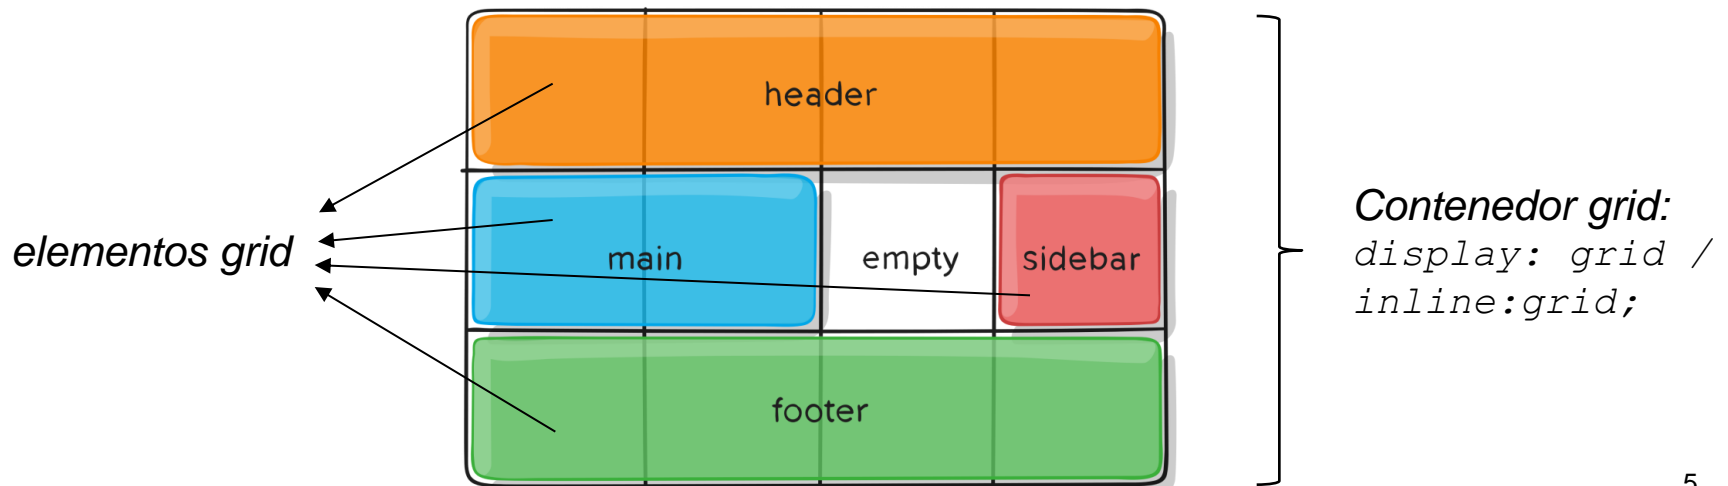 header
elementos grid
main
empty
sidebar
footer
Contenedor grid:
display: grid /
inline:grid;
5